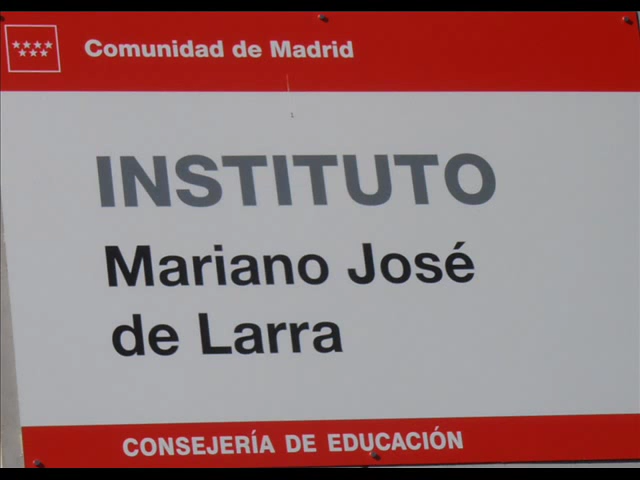 Comunidad de Madrid
INSTITUTO
Mariano José
de Larra
CONSEJERÍA DE EDUCACIÓN